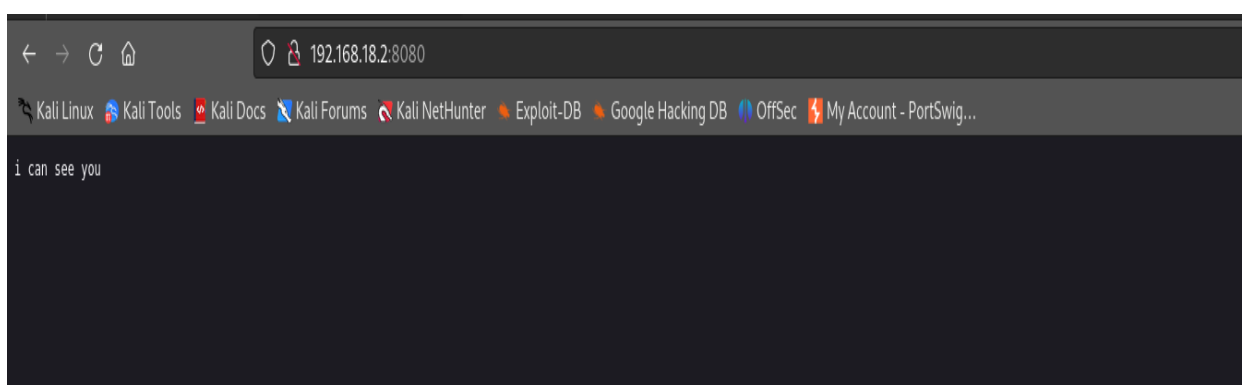 192.168.18.2:8080
Kali Linux Kali Tools Kali Docs Kali Forums Kali NetHunter Exploit-DB Google Hacking DB OffSec My Account - PortSwig...
i can see you